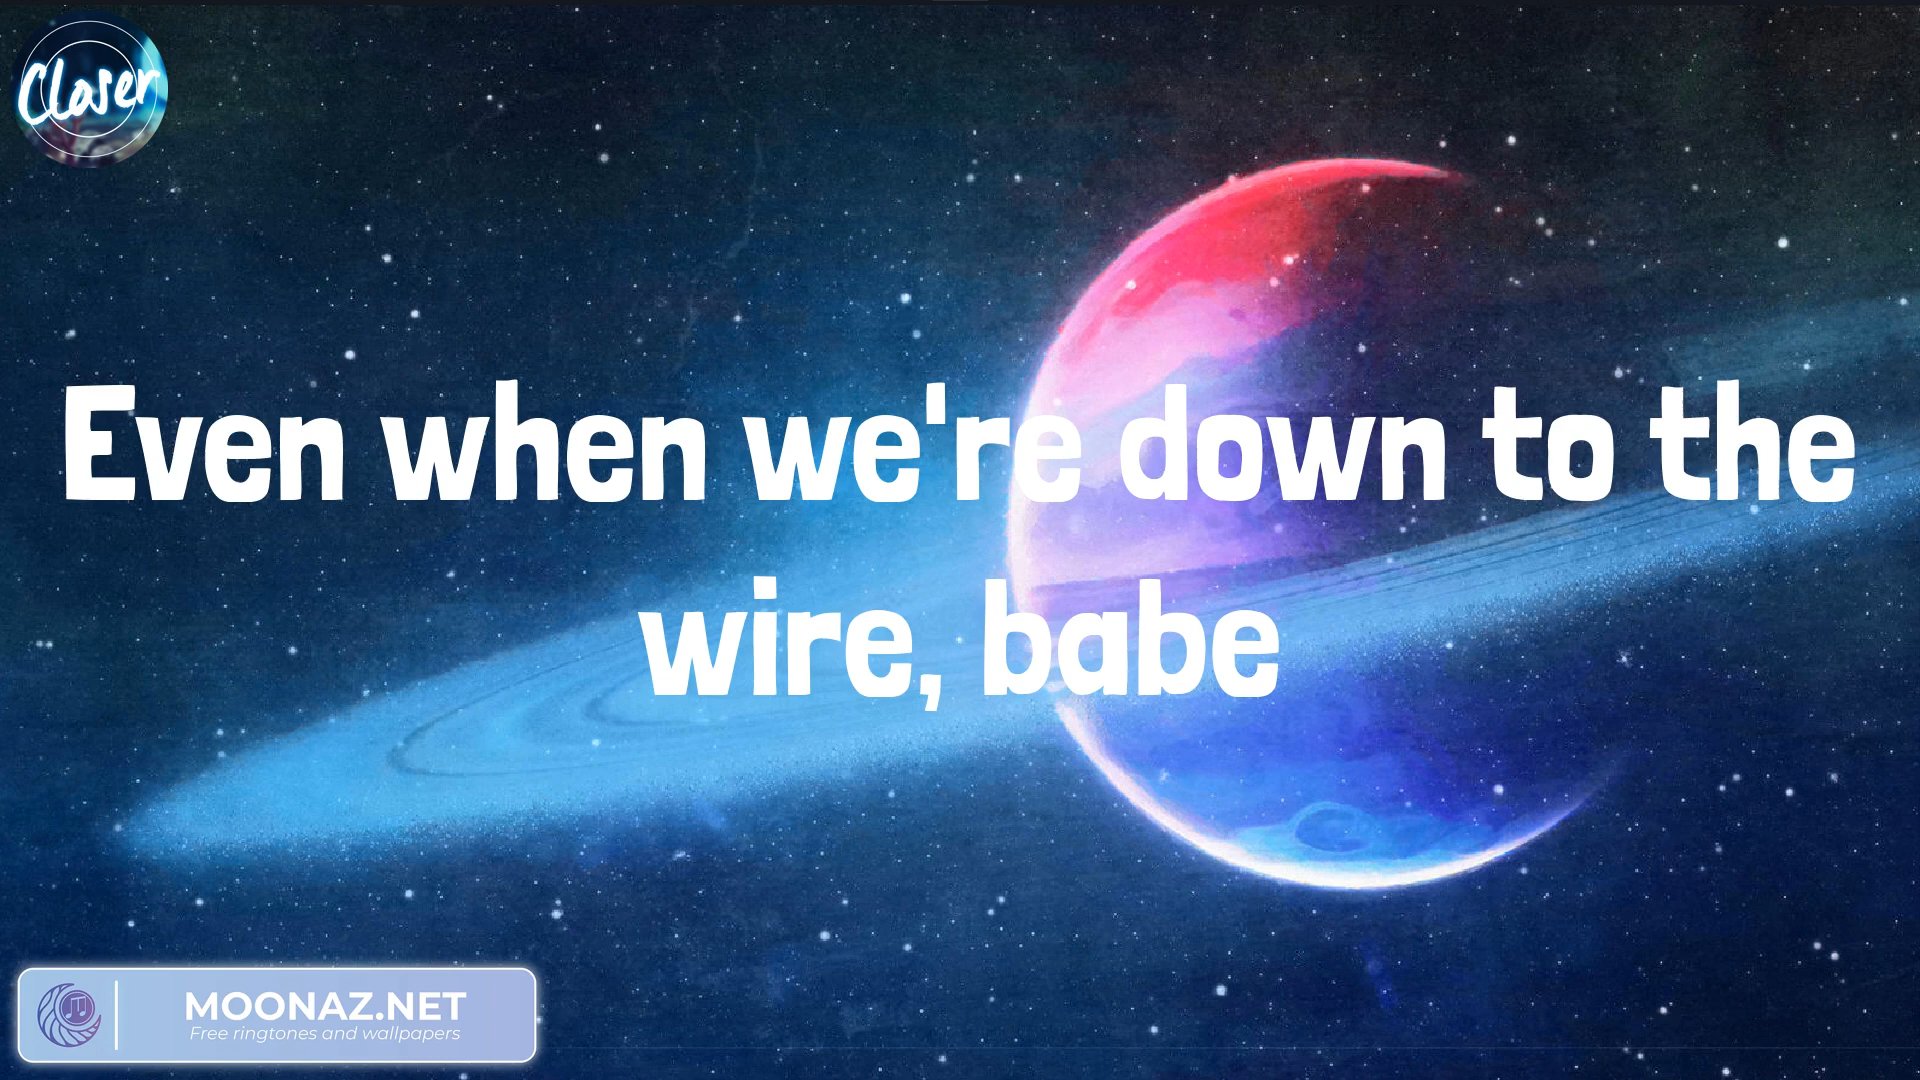 Closer
Even when we're down to the
wire, babe
MOONAZ.NET
Free ringtones and wallpapers